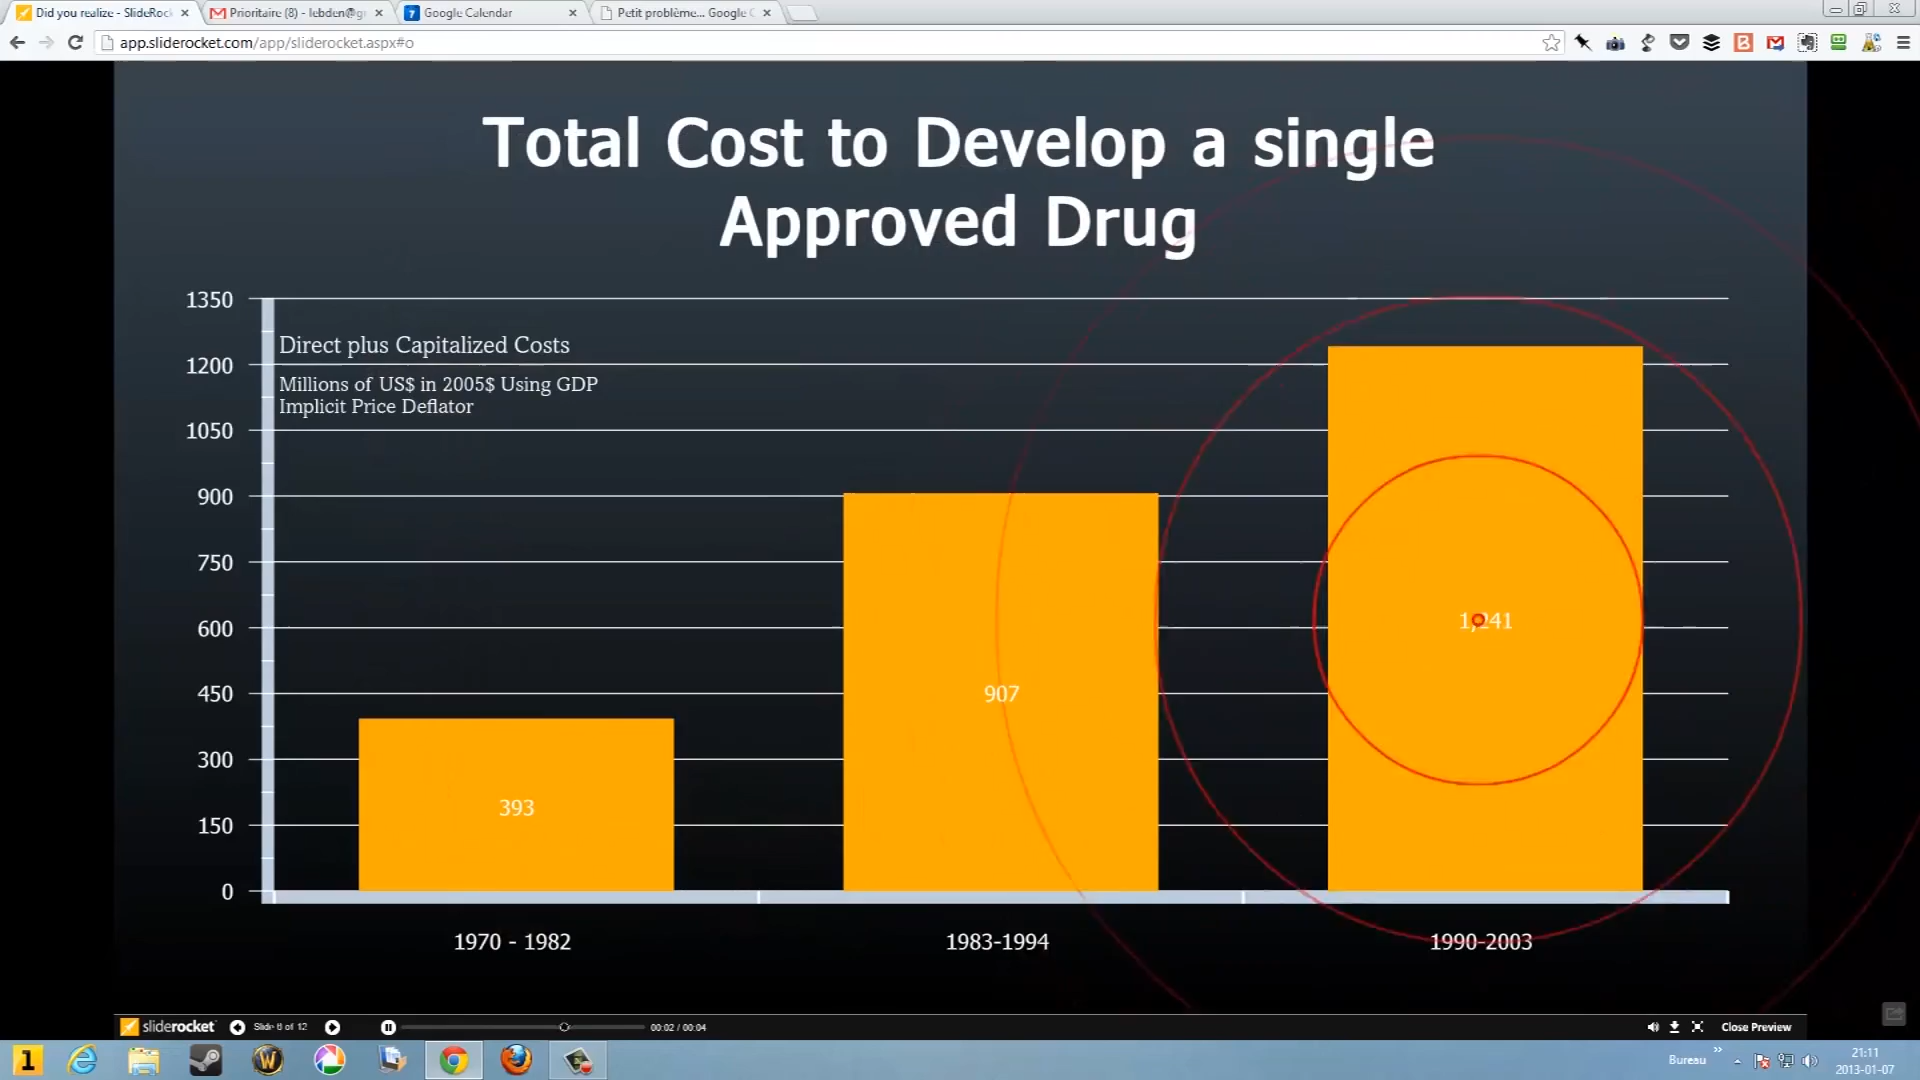 Did you realize - SlideRock
Prioritaire (8) - lebden@g
Google Calendar
Petit problème... Google
app.sliderocket.com/app/sliderocket.aspx#0
Total Cost to Develop a single
Approved Drug
1350
Direct plus Capitalized Costs
1200
Millions of US$ in 2005$ Using GDP
Implicit Price Deflator
1050
900
750
600
1,241
450
907
300
393
150
0
1970 - 1982
1983-1994
1990-2003
sliderocket
Slide 8 of 12
00:02 / 00:04
Close Preview
Bureau
21:11
2013-01-07